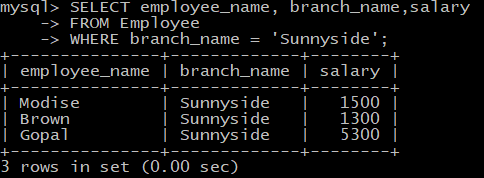 mysql> SELECT employee_name, branch_name,salary
    -> FROM Employee
    -> WHERE branch_name = 'Sunnyside';
+---------------+-------------+--------+
| employee_name | branch_name | salary |
+---------------+-------------+--------+
| Modise        | Sunnyside   |   1500 |
| Brown         | Sunnyside   |   1300 |
| Gopal         | Sunnyside   |   5300 |
+---------------+-------------+--------+
3 rows in set (0.00 sec)